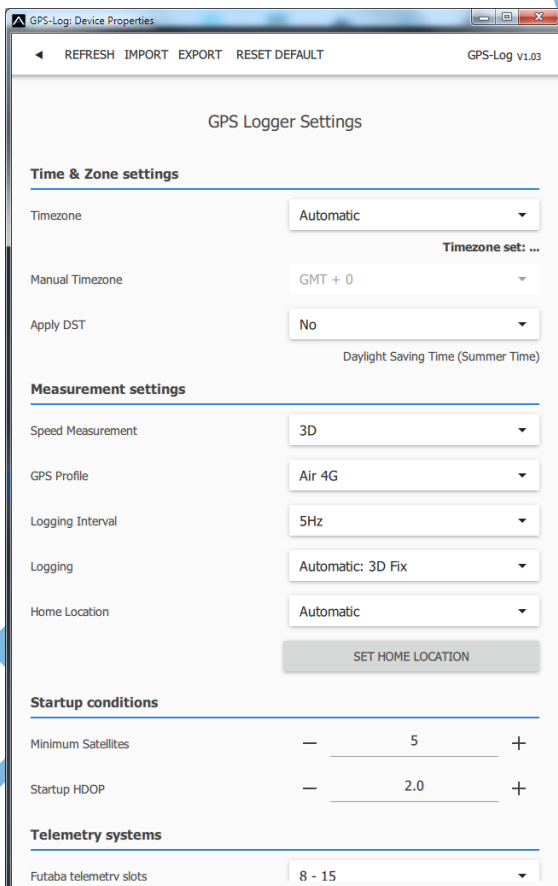 GPS-Log: Device Properties
◄ REFRESH IMPORT EXPORT RESET DEFAULT GPS-Log V1.03
GPS Logger Settings
Time & Zone settings
Timezone Automatic
Timezone set: ...
Manual Timezone GMT + 0
Apply DST No
Daylight Saving Time (Summer Time)
Measurement settings
Speed Measurement 3D
GPS Profile Air 4G
Logging Interval 5Hz
Logging Automatic: 3D Fix
Home Location Automatic
SET HOME LOCATION
Startup conditions
Minimum Satellites — 5 +
Startup HDOP — 2.0 +
Telemetry systems
Futaba telemetry slots 8 - 15